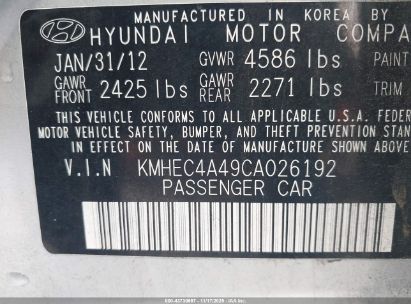 MANUFACTURED IN KOREA BY
HYUNDAI MOTOR COMPA
JAN/31/12 GVWR 4586 lbs PAINT
GAWR FRONT 2425 lbs GAWR REAR 2271 lbs TRIM
THIS VEHICLE CONFORMS TO ALL APPLICABLE U.S.A. FEDER
MOTOR VEHICLE SAFETY, BUMPER, AND THEFT PREVENTION
IN EFFECT ON THE DATE OF MANUFACTURE SHOWN ABOVE.
V.I.N KMHEC4A49CA026192
PASSENGER CAR